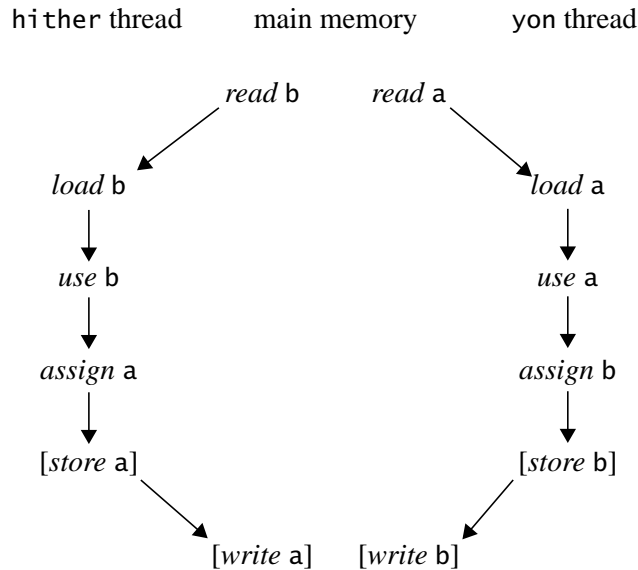 hither thread main memory yon thread
read b read a
load b load a
use b use a
assign a assign b
[store a] [store b]
[write a] [write b]